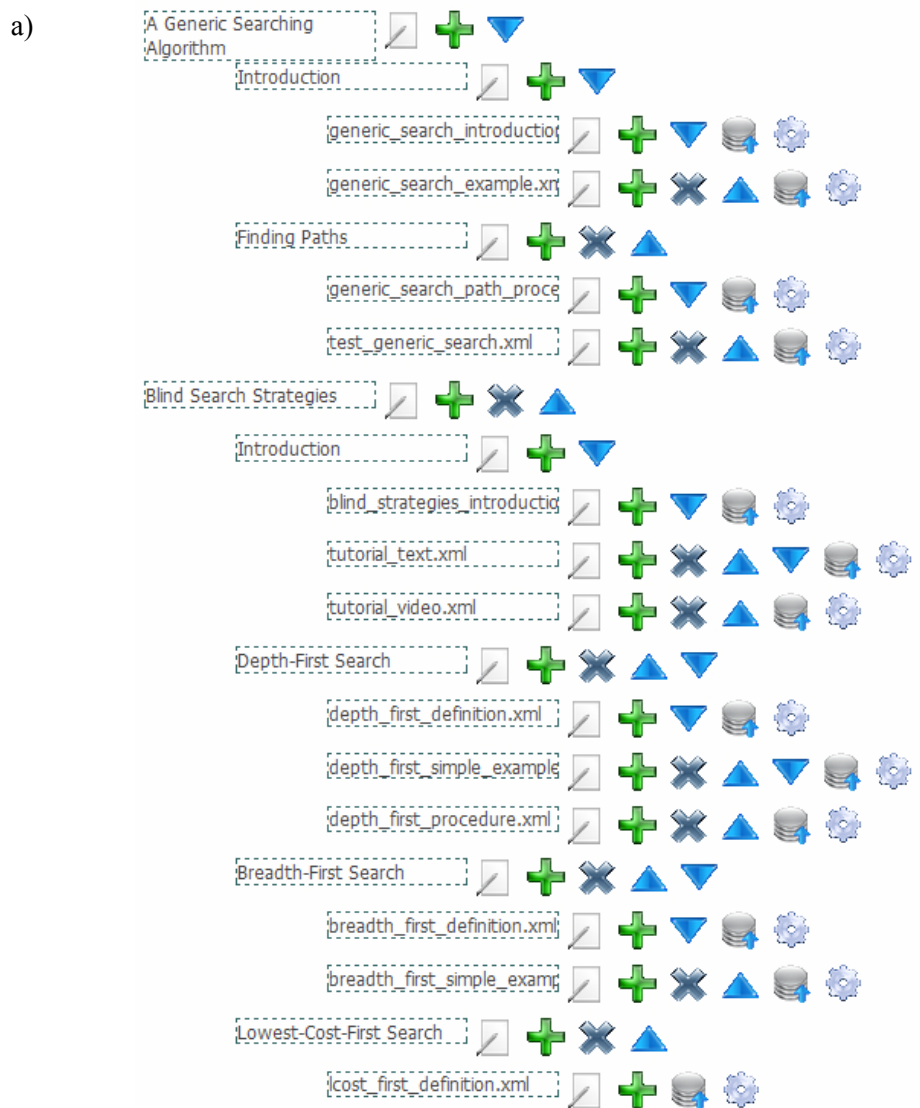 a)
A Generic Searching
Algorithm
Introduction
generic_search_introduction
generic_search_example.xm
Finding Paths
generic_search_path_proce
test_generic_search.xml
Blind Search Strategies
Introduction
blind_strategies_introductio
tutorial_text.xml
tutorial_video.xml
Depth-First Search
depth_first_definition.xml
depth_first_simple_example
depth_first_procedure.xml
Breadth-First Search
breadth_first_definition.xml
breadth_first_simple_examp
Lowest-Cost-First Search
lcost_first_definition.xml